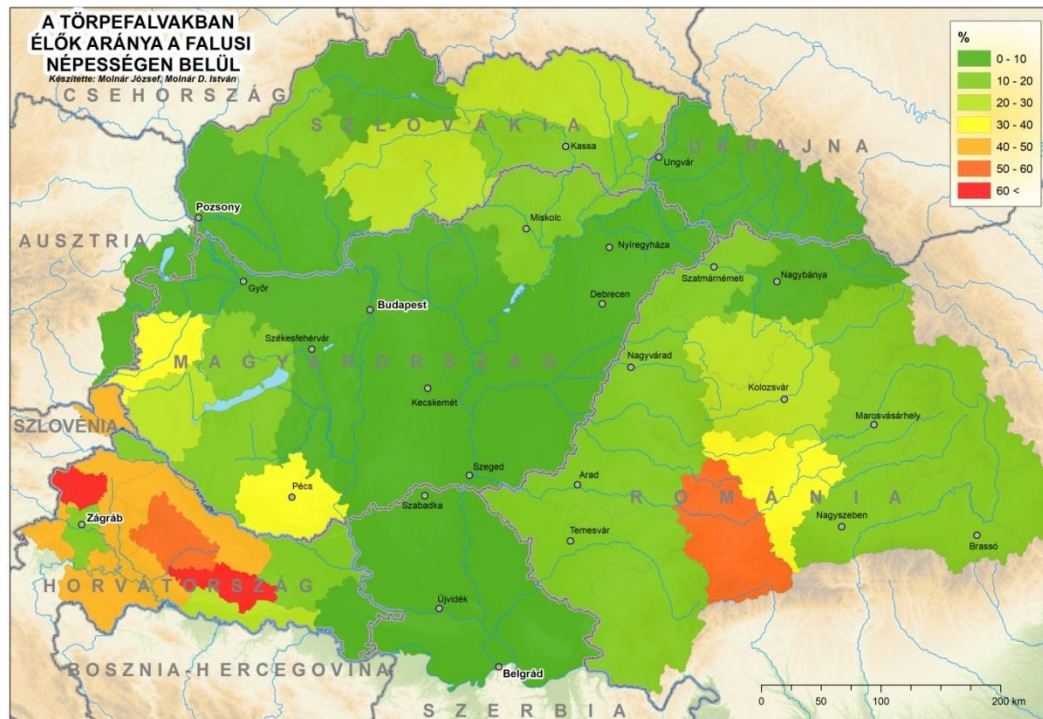 A TÖRPEFALVAKBAN
ÉLŐK ARÁNYA A FALUSI
NÉPESSÉGEN BELÜL
Készítette: Molnár József, Molnár D. István
%
0 - 10
10 - 20
20 - 30
30 - 40
40 - 50
50 - 60
60 <
CSEHORSZÁG
SZLOVÁKIA
UKRAJNA
Kassa
Ungvár
Pozsony
AUSZTRIA
Miskolc
Nyíregyháza
Szatmárnémeti
Nagybánya
Győr
Budapest
Debrecen
Székesfehérvár
MAGYARORSZÁG
Nagyvárad
Kecskemét
Kolozsvár
Marosvásárhely
SZLOVÉNIA
Szeged
Arad
Pécs
Szabadka
ROMÁNIA
Zágráb
Temesvár
Nagyszeben
Brassó
HORVÁTORSZÁG
Újvidék
BOSZNIA-HERCEGOVINA
Belgrád
SZERBIA
0 50 100 200 km